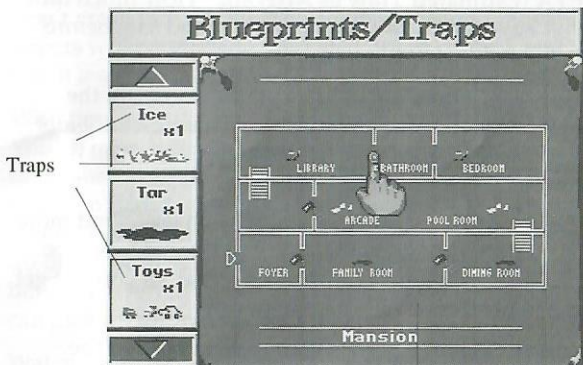 Blueprints/Traps
Traps
Ice
x1
Tar
x1
Toys
x1
LIBRARY BATHROOM BEDROOM
ARCADE POOL ROOM
FOYER FAMILY ROOM DINING ROOM
Mansion